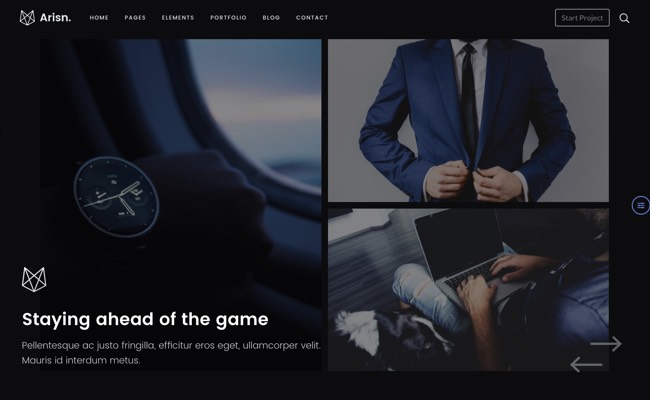 Arisn.
HOME PAGES ELEMENTS PORTFOLIO BLOG CONTACT
Start Project
Staying ahead of the game
Pellentesque ac justo fringilla, efficitur eros eget, ullamcorper velit.
Mauris id interdum metus.